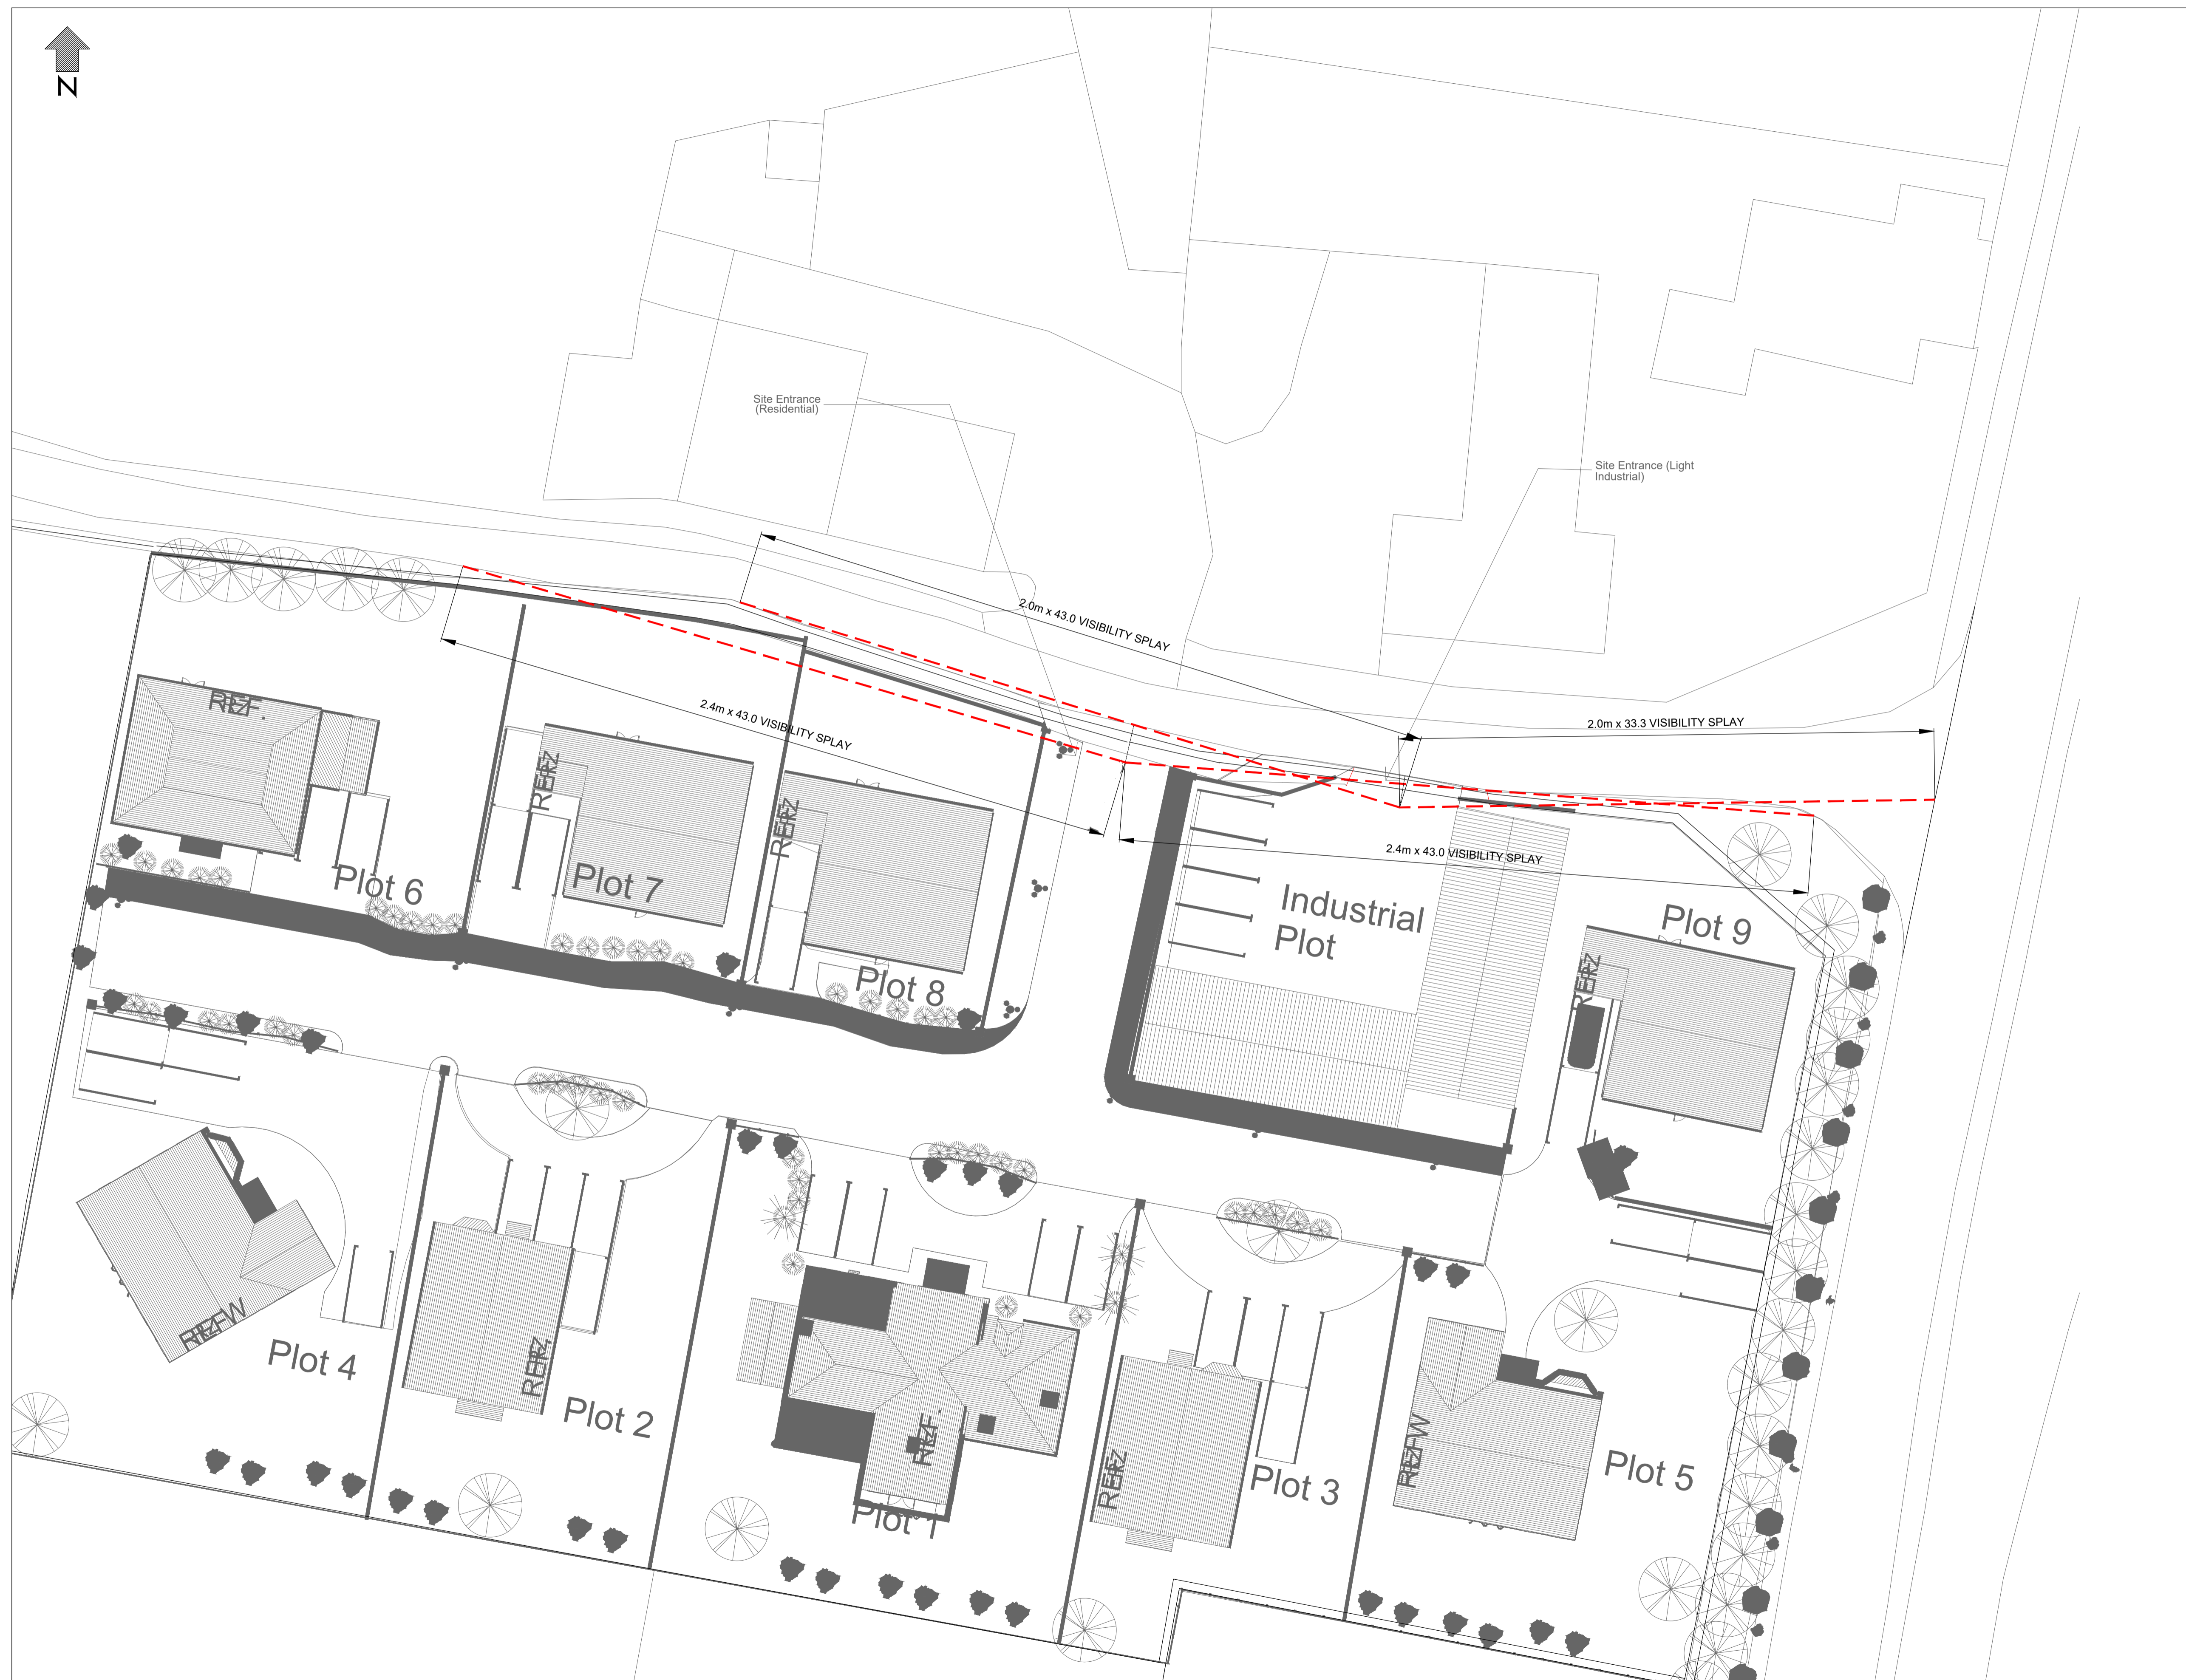 N
Site Entrance
(Residential)
Site Entrance (Light
Industrial)
2.0m x 43.0 VISIBILITY SPLAY
2.4m x 43.0 VISIBILITY SPLAY
2.0m x 33.3 VISIBILITY SPLAY
2.4m x 43.0 VISIBILITY SPLAY
Plot 6
Plot 7
Plot 8
Industrial
Plot
Plot 9
Plot 4
Plot 2
Plot 1
Plot 3
Plot 5